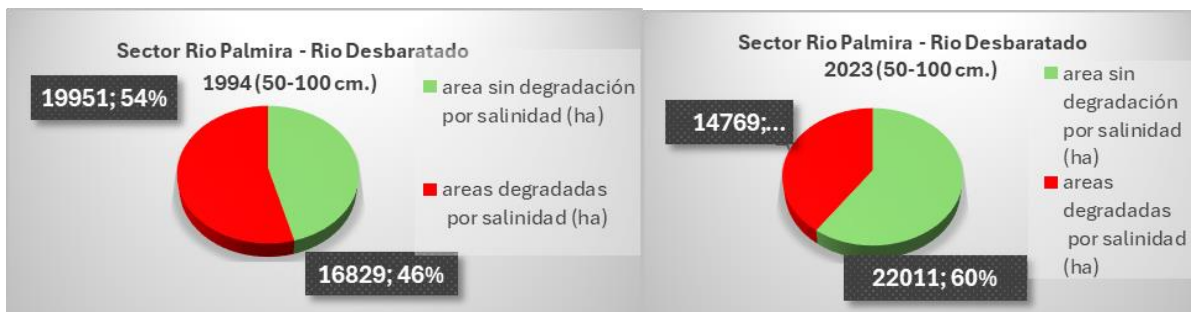 Sector Rio Palmira - Rio Desbaratado
1994 (50-100 cm.)
19951; 54%
area sin degradación
por salinidad (ha)
areas degradadas
por salinidad (ha)
16829; 46%
Sector Rio Palmira - Rio Desbaratado
2023 (50-100 cm.)
14769;...
area sin
degradación
por salinidad
(ha)
areas
degradadas
por salinidad
(ha)
22011; 60%